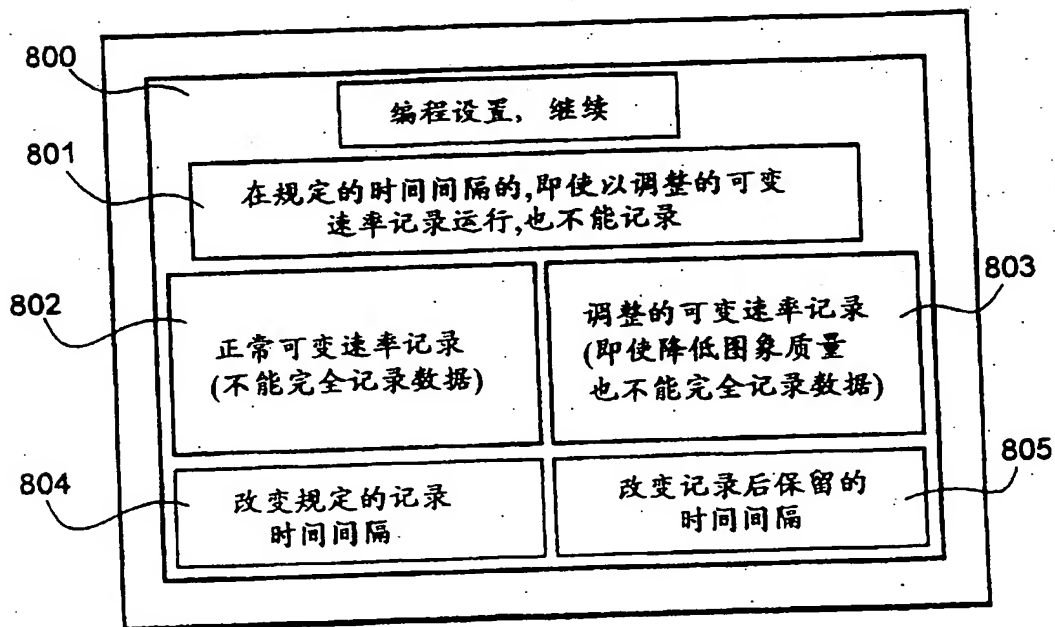 800
编程设置, 继续
801
在规定的时间间隔的,即使以调整的可变
速率记录运行,也不能记录
802
正常可变速率记录
(不能完全记录数据)
803
调整的可变速率记录
(即使降低图象质量
也不能完全记录数据)
804
改变规定的记录
时间间隔
805
改变记录后保留的
时间间隔